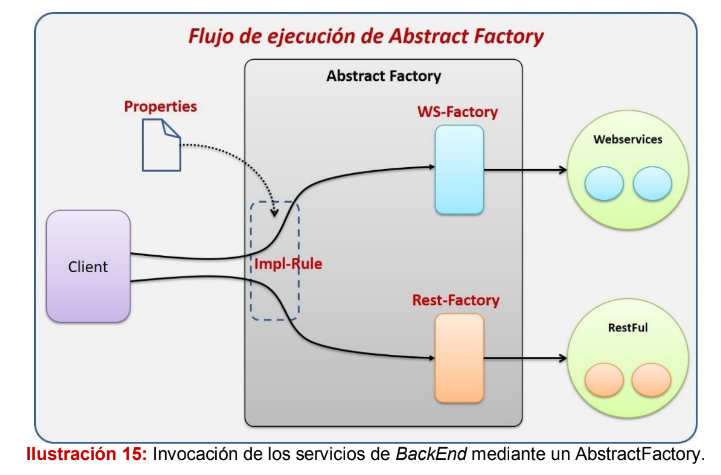 Flujo de ejecución de Abstract Factory
Abstract Factory
Properties
WS-Factory
Webservices
Client
Impl-Rule
Rest-Factory
RestFul
Ilustración 15: Invocación de los servicios de BackEnd mediante un AbstractFactory.